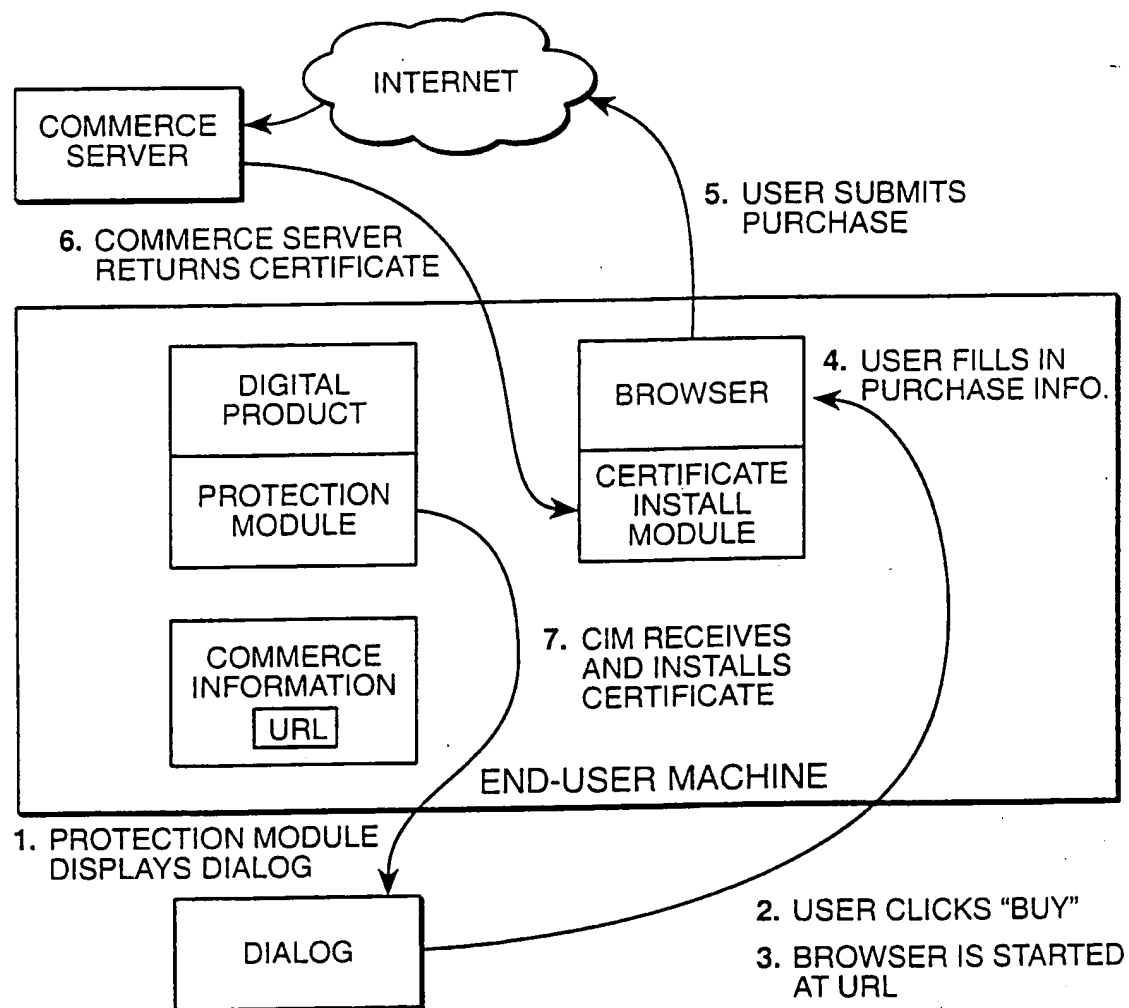 INTERNET
COMMERCE
SERVER
5. USER SUBMITS
PURCHASE
6. COMMERCE SERVER
RETURNS CERTIFICATE
DIGITAL
PRODUCT
PROTECTION
MODULE
BROWSER
CERTIFICATE
INSTALL
MODULE
4. USER FILLS IN
PURCHASE INFO.
COMMERCE
INFORMATION
URL
7. CIM RECEIVES
AND INSTALLS
CERTIFICATE
END-USER MACHINE
1. PROTECTION MODULE
DISPLAYS DIALOG
DIALOG
2. USER CLICKS “BUY”
3. BROWSER IS STARTED
AT URL